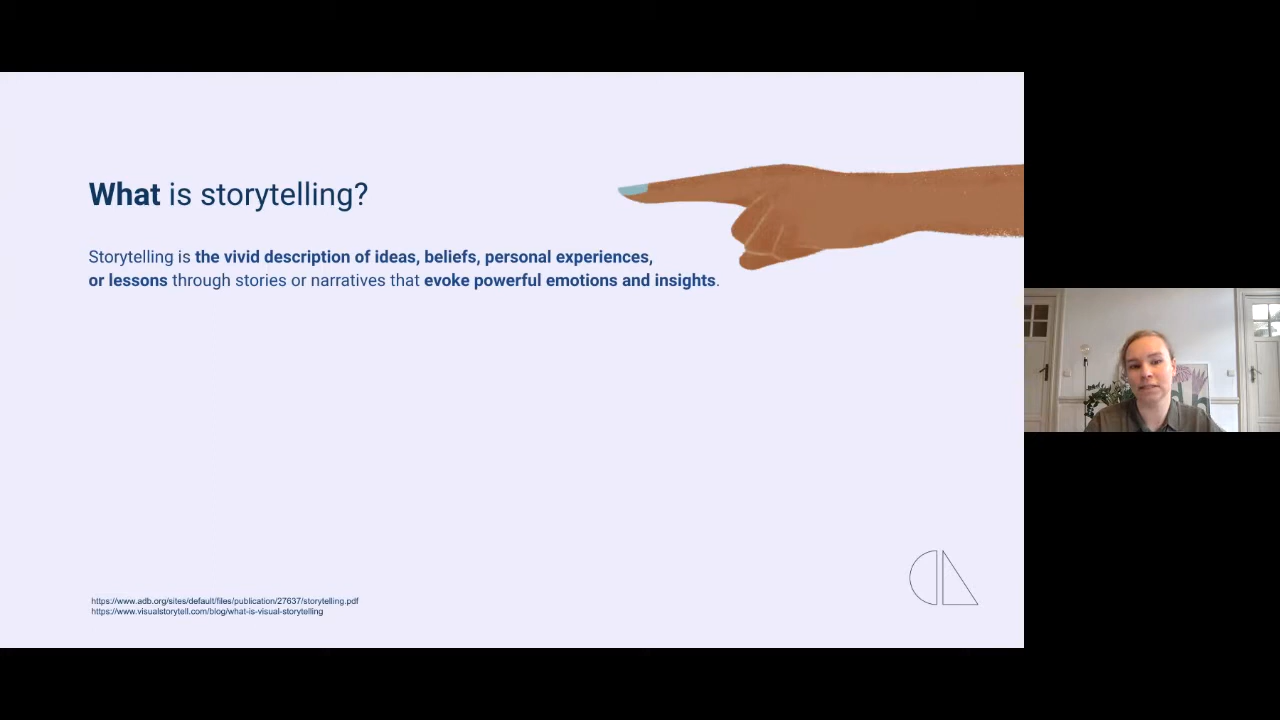 What is storytelling?
Storytelling is the vivid description of ideas, beliefs, personal experiences,
or lessons through stories or narratives that evoke powerful emotions and insights.
https://www.adb.org/sites/default/files/publication/27637/storytelling.pdf
https://www.visualstorytell.com/blog/what-is-visual-storytelling